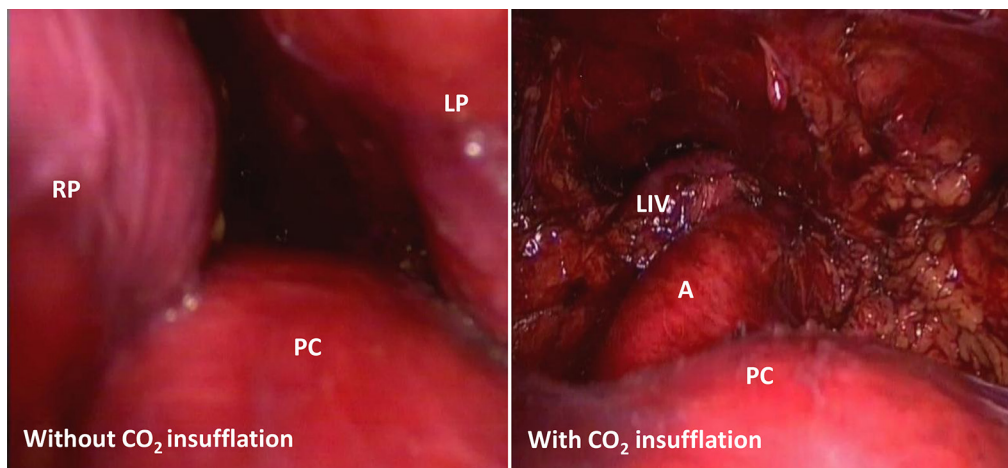 LP
RP
PC
Without CO₂ insufflation
LIV
A
PC
With CO₂ insufflation